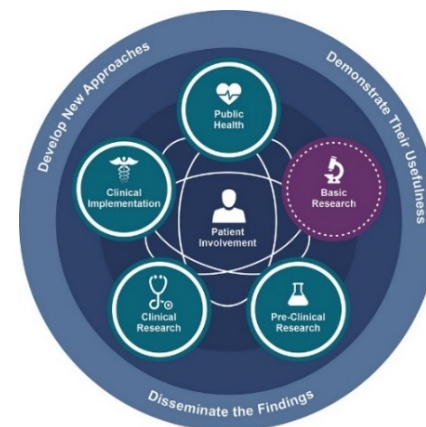 Develop New Approaches
Demonstrate Their Usefulness
Public
Health
Clinical
Implementation
Basic
Research
Patient
Involvement
Clinical
Research
Pre-Clinical
Research
Disseminate the Findings